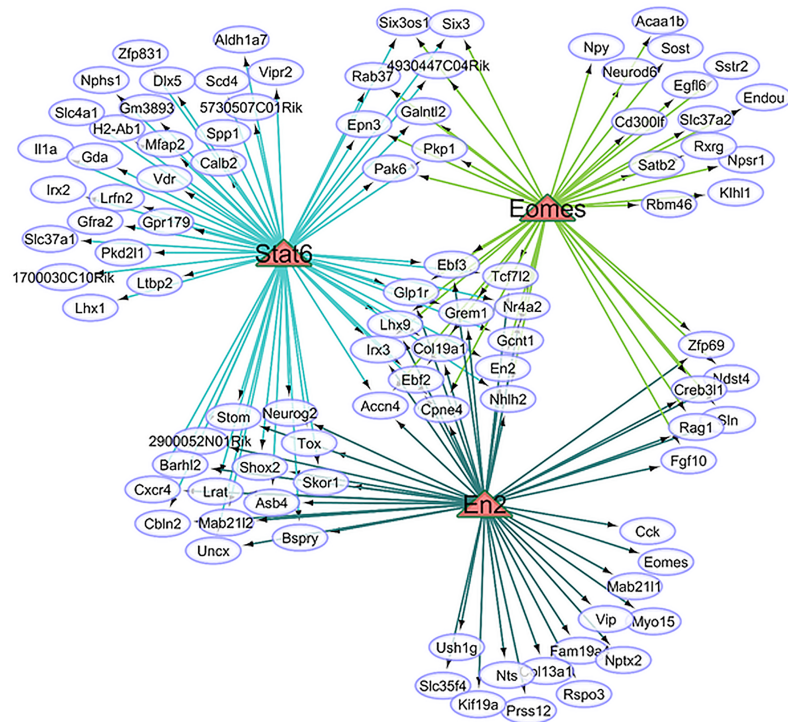 Six3os1
Six3
Acaa1b
Aldh1a7
Npy
Sost
Zfp831
4930447C04Rik
Sstr2
Nphs1
Dlx5
Scd4
Vipr2
Rab37
Neurod6
Egfl6
Endou
Slc4a1
Gm3893
5730507C01Rik
Galntl2
Cd300lf
Slc37a2
H2-Ab1
Spp1
Epn3
Il1a
Gda
Mfap2
Calb2
Pkp1
Satb2
Rxrg
Npsr1
Vdr
Pak6
Irx2
Lrfn2
Rbm46
Klhl1
Gfra2
Gpr179
Eomes
Slc37a1
Pkd2l1
Stat6
Ebf3
Tcf7l2
1700030C10Rik
Ltbp2
Glp1r
Lhx1
Grem1
Nr4a2
Lhx9
Gcnt1
Zfp69
Irx3
Col19a1
En2
Ndst4
Ebf2
Creb3l1
Accn4
Cpne4
Nhlh2
Stom
Neurog2
Rag1
Sln
2900052N01Rik
Tox
Barhl2
Shox2
Fgf10
Cxcr4
Lrat
Skor1
Asb4
En2
Cbln2
Mab21l2
Uncx
Bspry
Cck
Eomes
Mab21l1
Vip
Myo15
Ush1g
Fam19a4
Nptx2
Slc35f4
Nts
Col13a1
Rspo3
Kif19a
Prss12